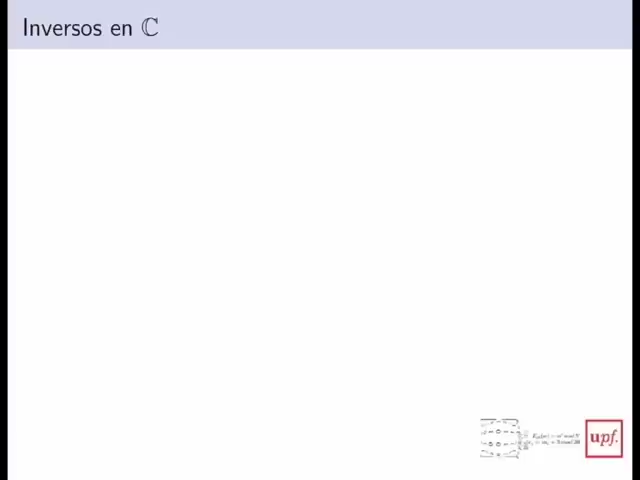 Inversos en ℂ
upf.